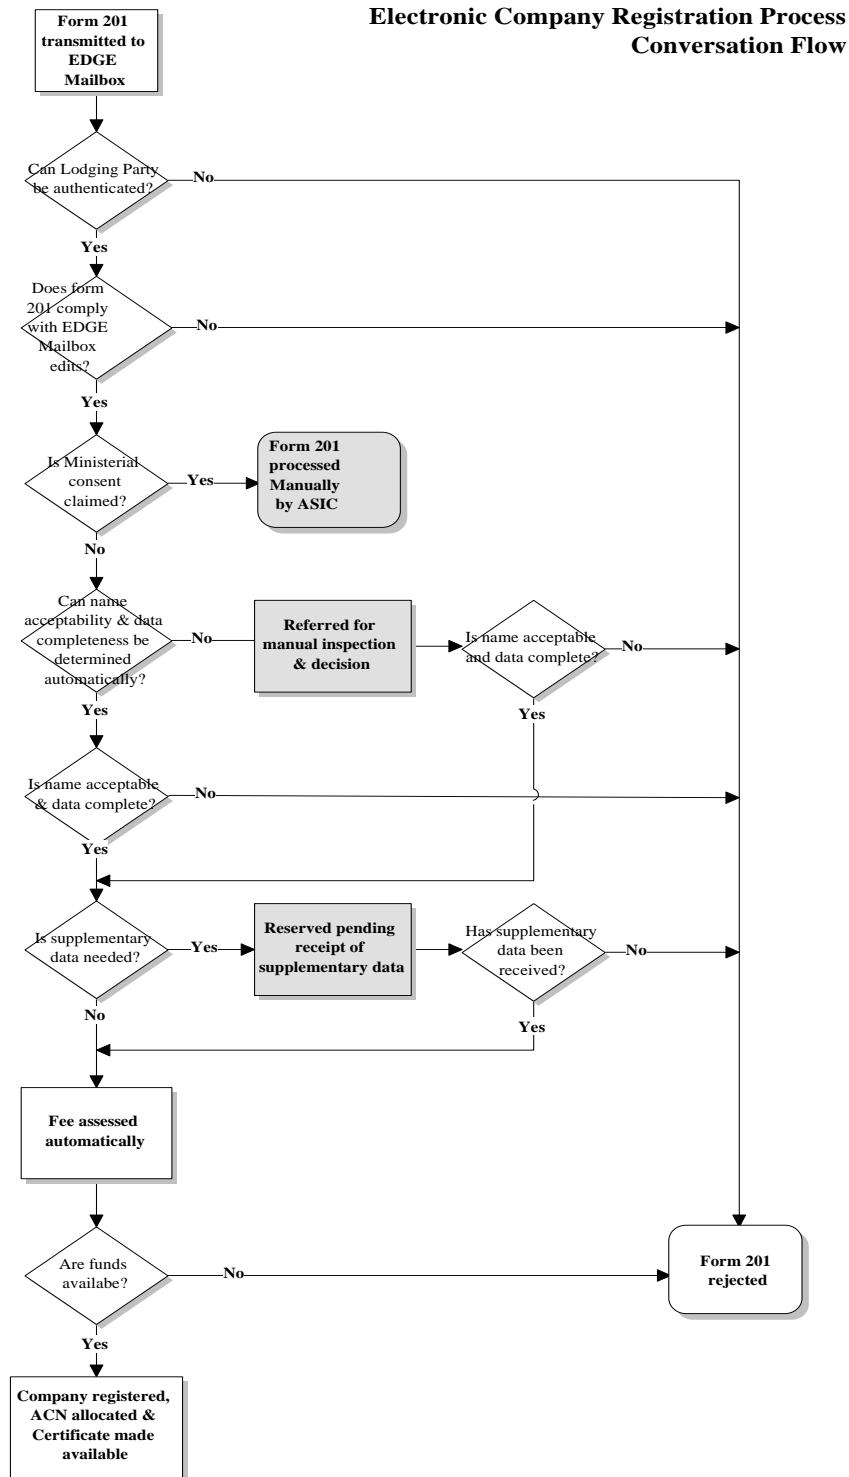 Electronic Company Registration Process
Conversation Flow
Form 201
transmitted to
EDGE
Mailbox
Can Lodging Party
be authenticated?
No
Yes
Does form
201 comply
with EDGE
Mailbox
edits?
No
Yes
Is Ministerial
consent
claimed?
Yes
Form 201
processed
Manually
by ASIC
No
Can name
acceptability & data
completeness be
determined
automatically?
No
Referred for
manual inspection
& decision
Is name acceptable
and data complete?
No
Yes
Yes
Is name acceptable
& data complete?
No
Yes
Is supplementary
data needed?
Yes
Reserved pending
receipt of
supplementary data
Has supplementary
data been
received?
No
No
Yes
Fee assessed
automatically
Are funds
availabe?
No
Form 201
rejected
Yes
Company registered,
ACN allocated &
Certificate made
available